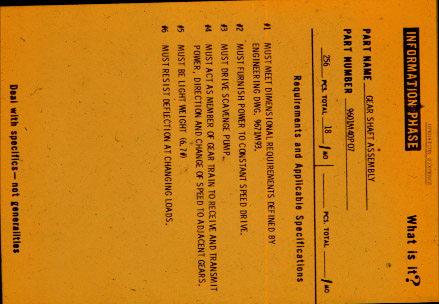 INFORMATION PHASE
What is it?
PART NAME GEAR SHAFT ASSEMBLY
PART NUMBER
256 PCS. TOTAL 18 / MO PCS. TOTAL / MO
Requirements and Applicable Specifications
#1 MUST MEET DIMENSIONAL REQUIREMENTS DEFINED BY
ENGINEERING DWG. 967J193.
#2 MUST FURNISH POWER TO CONSTANT SPEED DRIVE.
#3 MUST DRIVE SCAVENGE PUMP.
#4 MUST ACT AS MEMBER OF GEAR TRAIN TO RECEIVE AND TRANSMIT
POWER, DIRECTION AND CHANGE OF SPEED TO ADJACENT GEARS.
#5 MUST BE LIGHT WEIGHT (6.1#)
#6 MUST RESIST DEFLECTION AT CHANGING LOADS.
Deal with specifics— not generalities